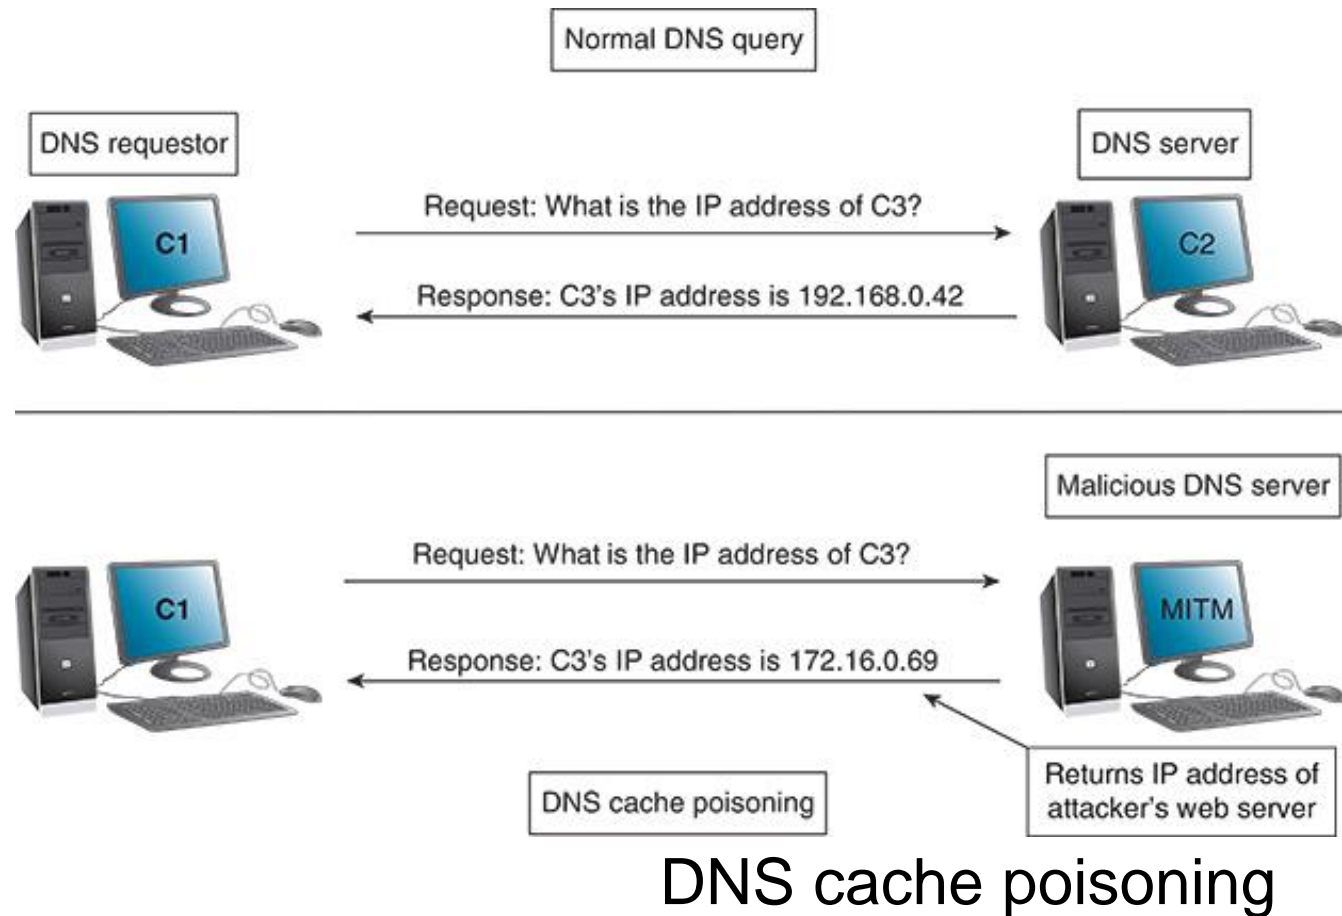 Normal DNS query
DNS requestor
DNS server
Request: What is the IP address of C3?
C1
C2
Response: C3's IP address is 192.168.0.42
Malicious DNS server
Request: What is the IP address of C3?
C1
MITM
Response: C3's IP address is 172.16.0.69
Returns IP address of
attacker's web server
DNS cache poisoning
DNS cache poisoning